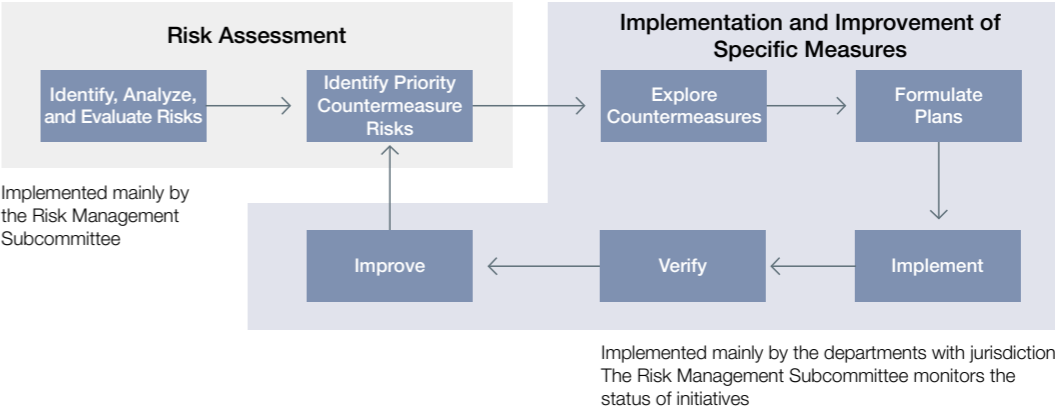 Risk Assessment
Identify, Analyze,
and Evaluate Risks
Identify Priority
Countermeasure
Risks
Implemented mainly by
the Risk Management
Subcommittee
Implementation and Improvement of
Specific Measures
Explore
Countermeasures
Formulate
Plans
Implement
Verify
Improve
Implemented mainly by the departments with jurisdiction
The Risk Management Subcommittee monitors the
status of initiatives